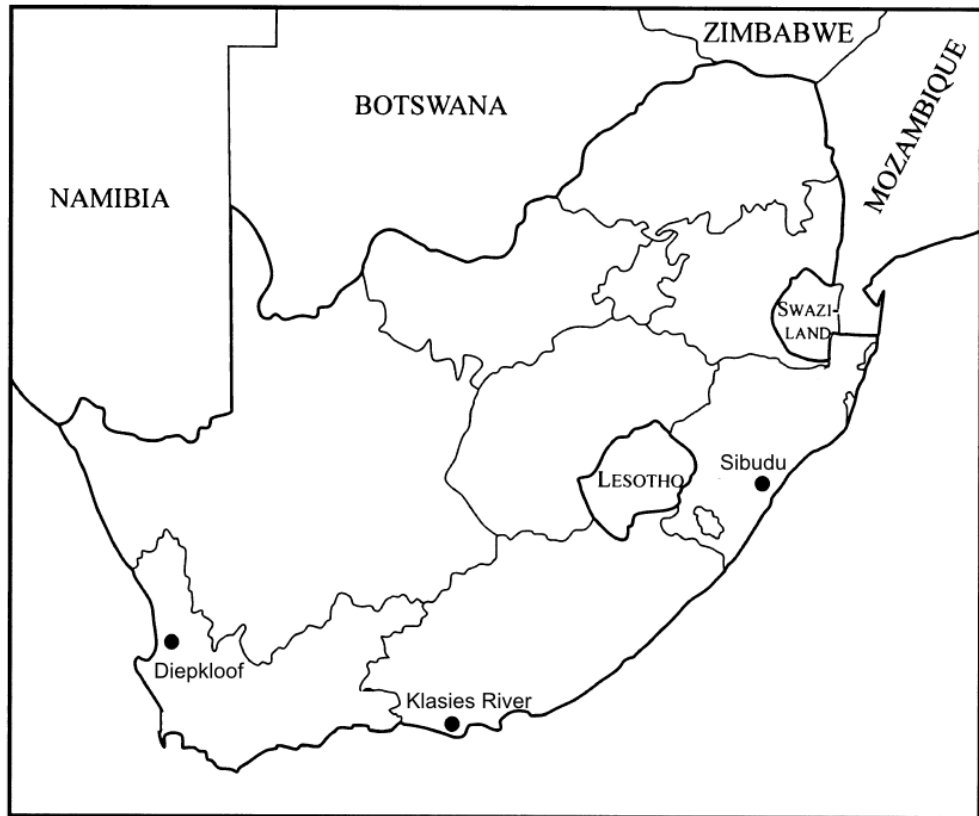 ZIMBABWE
BOTSWANA
MOZAMBIQUE
NAMIBIA
SWAZI-
LAND
Sibudu
LESOTHO
Diepkloof
Klasies River